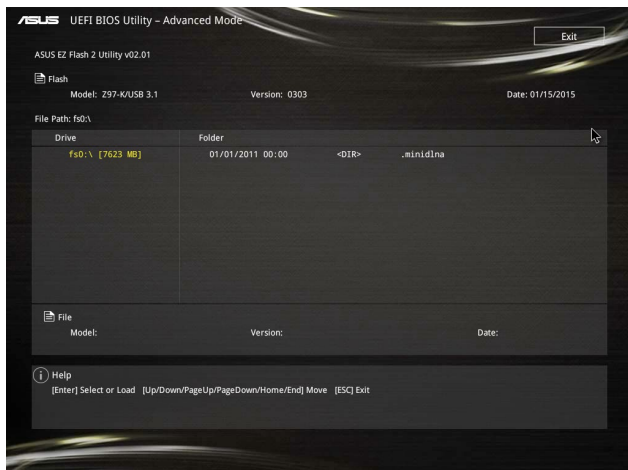 ASUS UEFI BIOS Utility – Advanced Mode
Exit
ASUS EZ Flash 2 Utility v02.01
Flash
Model: Z97-K/USB 3.1 Version: 0303 Date: 01/15/2015
File Path: fs0:\
Drive Folder
fs0:\ [7623 MB] 01/01/2011 00:00 <DIR> .minidlna
File
Model: Version: Date:
Help
[Enter] Select or Load [Up/Down/PageUp/PageDown/Home/End] Move [ESC] Exit